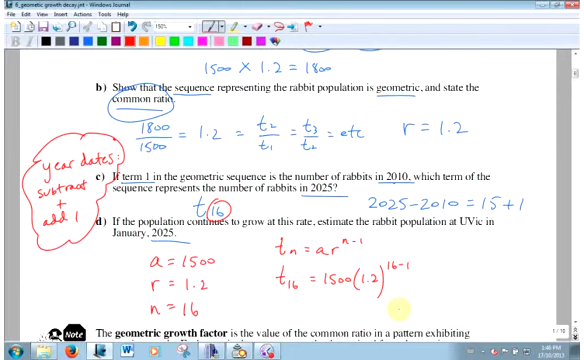 6_geometric growth decay.jnt - Windows Journal
File Edit View Insert Actions Tools Help
1500 × 1.2 = 1800
b) Show that the sequence representing the rabbit population is geometric, and state the
common ratio.
1800/1500 = 1.2 = t2/t1 = t3/t2 = etc r = 1.2
year dates:
subtract
+
add 1
c) If term 1 in the geometric sequence is the number of rabbits in 2010, which term of the
sequence represents the number of rabbits in 2025?
t16 2025-2010 = 15 + 1
d) If the population continues to grow at this rate, estimate the rabbit population at UVic in
January, 2025.
a = 1500
r = 1.2
n = 16
tn = ar^n-1
t16 = 1500(1.2)^16-1
Note
The geometric growth factor is the value of the common ratio in a pattern exhibiting
1 / 10
1:46 PM
17/10/2013